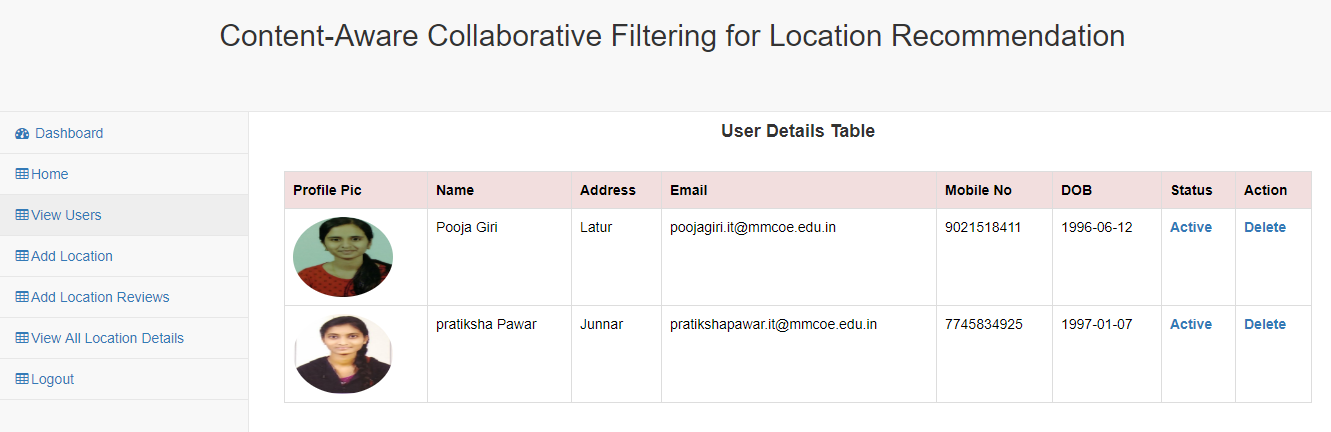 Content-Aware Collaborative Filtering for Location Recommendation
Dashboard
Home
View Users
Add Location
Add Location Reviews
View All Location Details
Logout
User Details Table
Profile Pic Name Address Email Mobile No DOB Status Action
Pooja Giri Latur poojagiri.it@mmcoe.edu.in 9021518411 1996-06-12 Active Delete
pratiksha Pawar Junnar pratikshapawar.it@mmcoe.edu.in 7745834925 1997-01-07 Active Delete